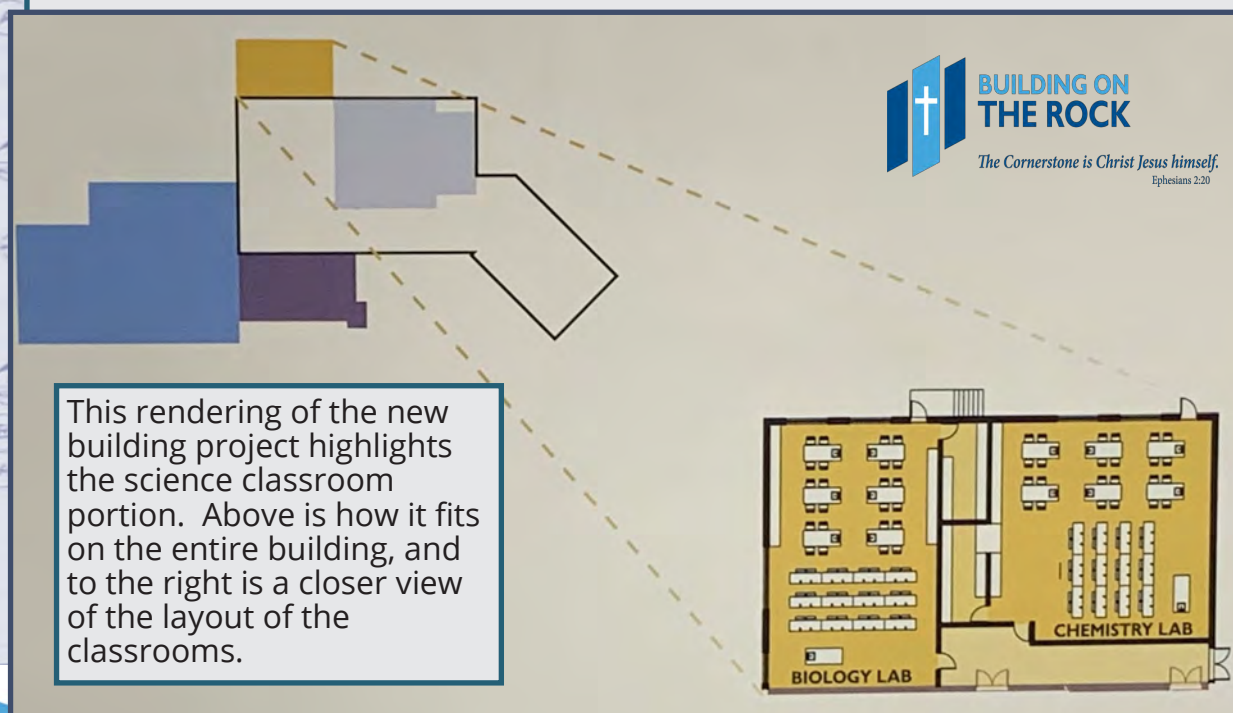 BUILDING ON
THE ROCK
The Cornerstone is Christ Jesus himself.
Ephesians 2:20
This rendering of the new
building project highlights
the science classroom
portion.  Above is how it fits
on the entire building, and
to the right is a closer view
of the layout of the
classrooms.
BIOLOGY LAB
CHEMISTRY LAB